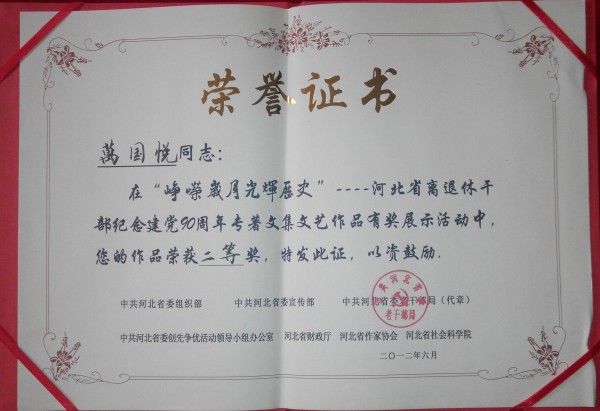 荣誉证书
萬国悦同志:
在“峥嵘岁月光輝歷史”----河北省离退休干
部纪念建党90周年专著文集文艺作品有奖展示活动中,
您的作品荣获二等奖,特发此证,以资鼓励.
中共河北省委组织部 中共河北省委宣传部 中共河北省委老干部局(代章)
老干部局
中共河北省委创先争优活动领导小组办公室 河北省财政厅 河北省作家协会 河北省社会科学院
二〇一二年六月